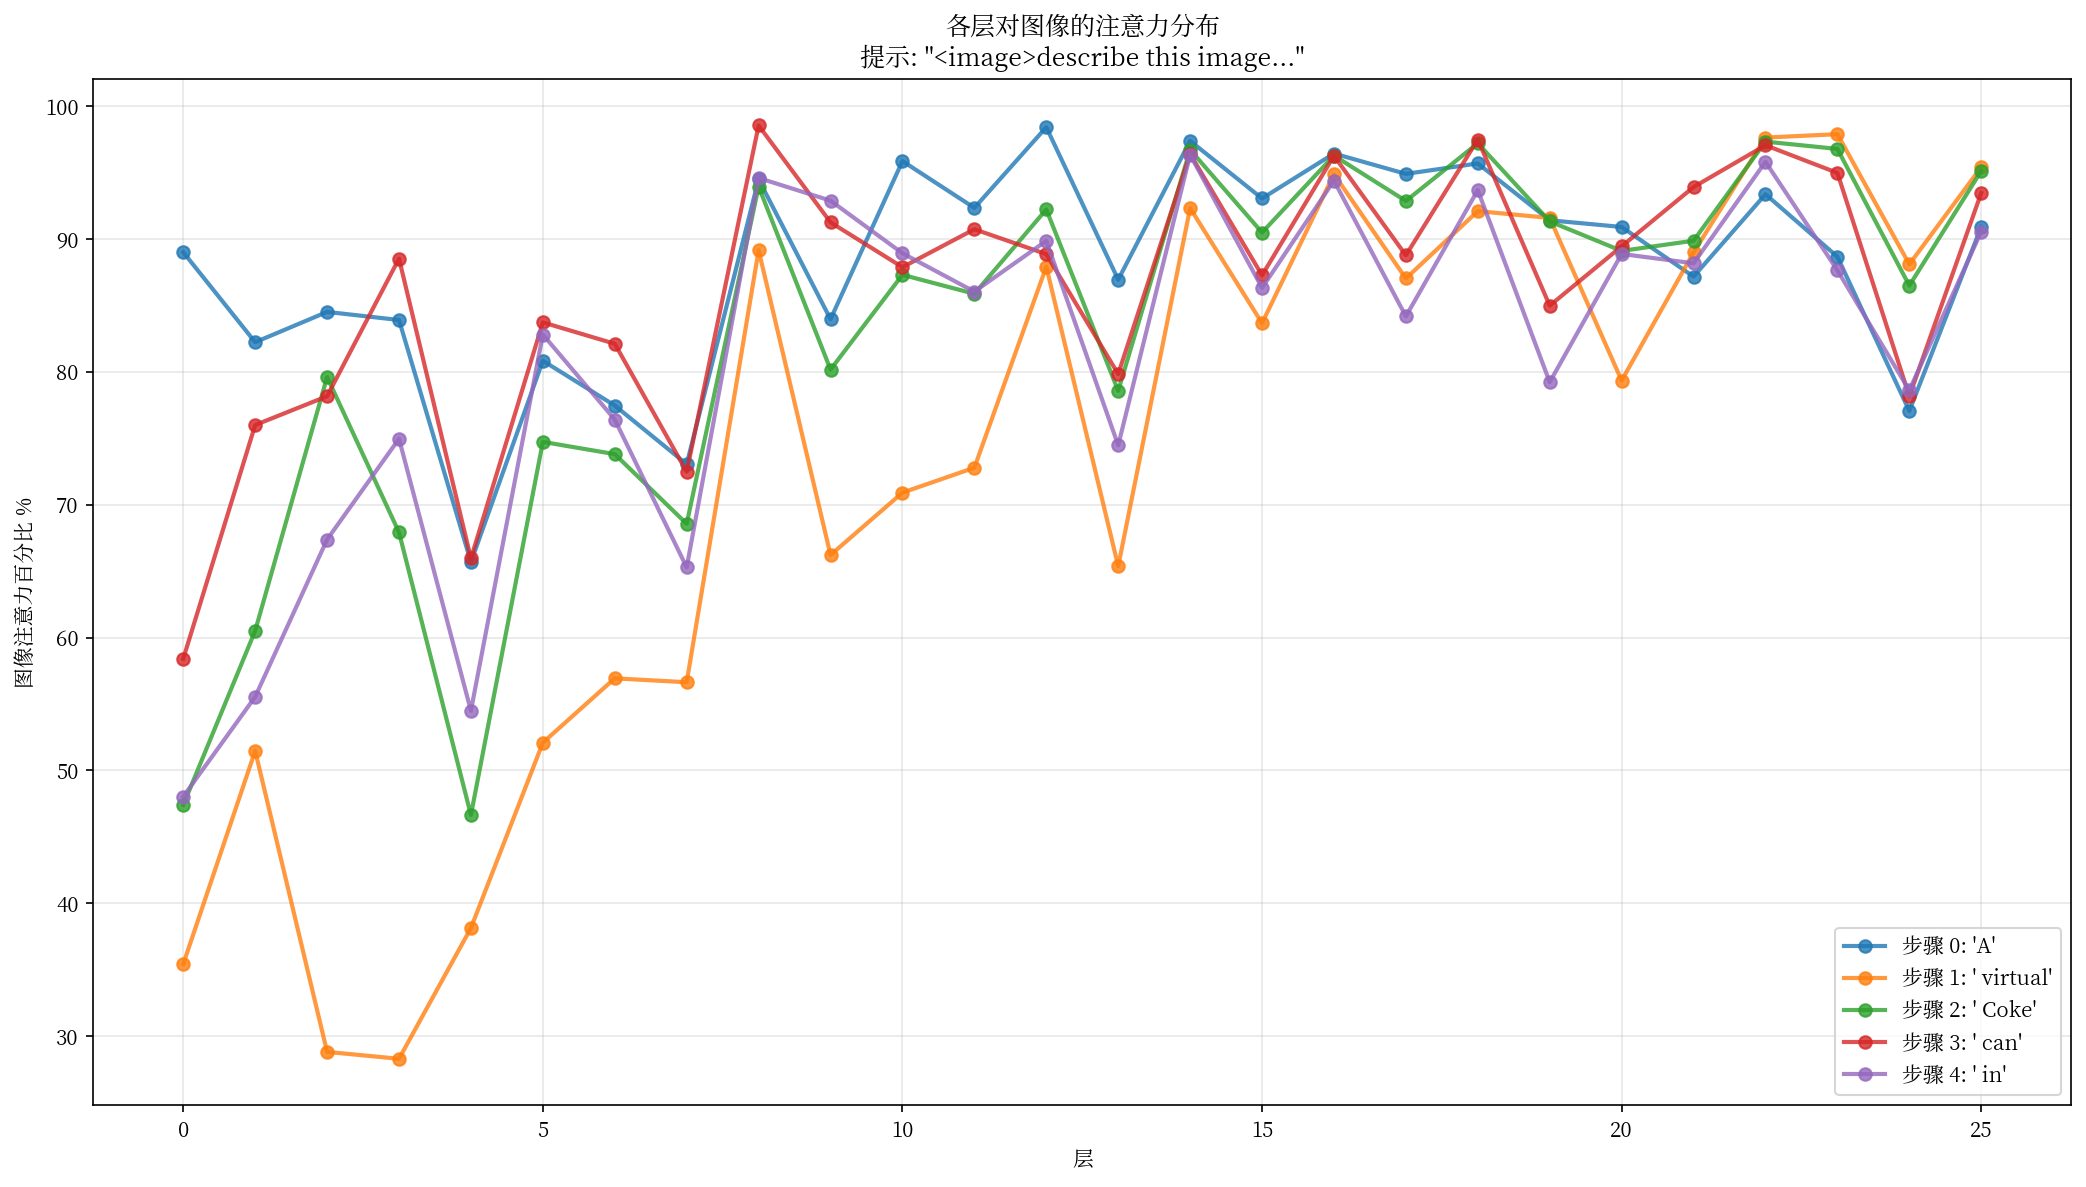 各层对图像的注意力分布
提示: "<image>describe this image..."
图像注意力百分比 %
100
90
80
70
60
50
40
30
0
5
10
15
20
25
层
步骤 0: 'A'
步骤 1: ' virtual'
步骤 2: ' Coke'
步骤 3: ' can'
步骤 4: ' in'